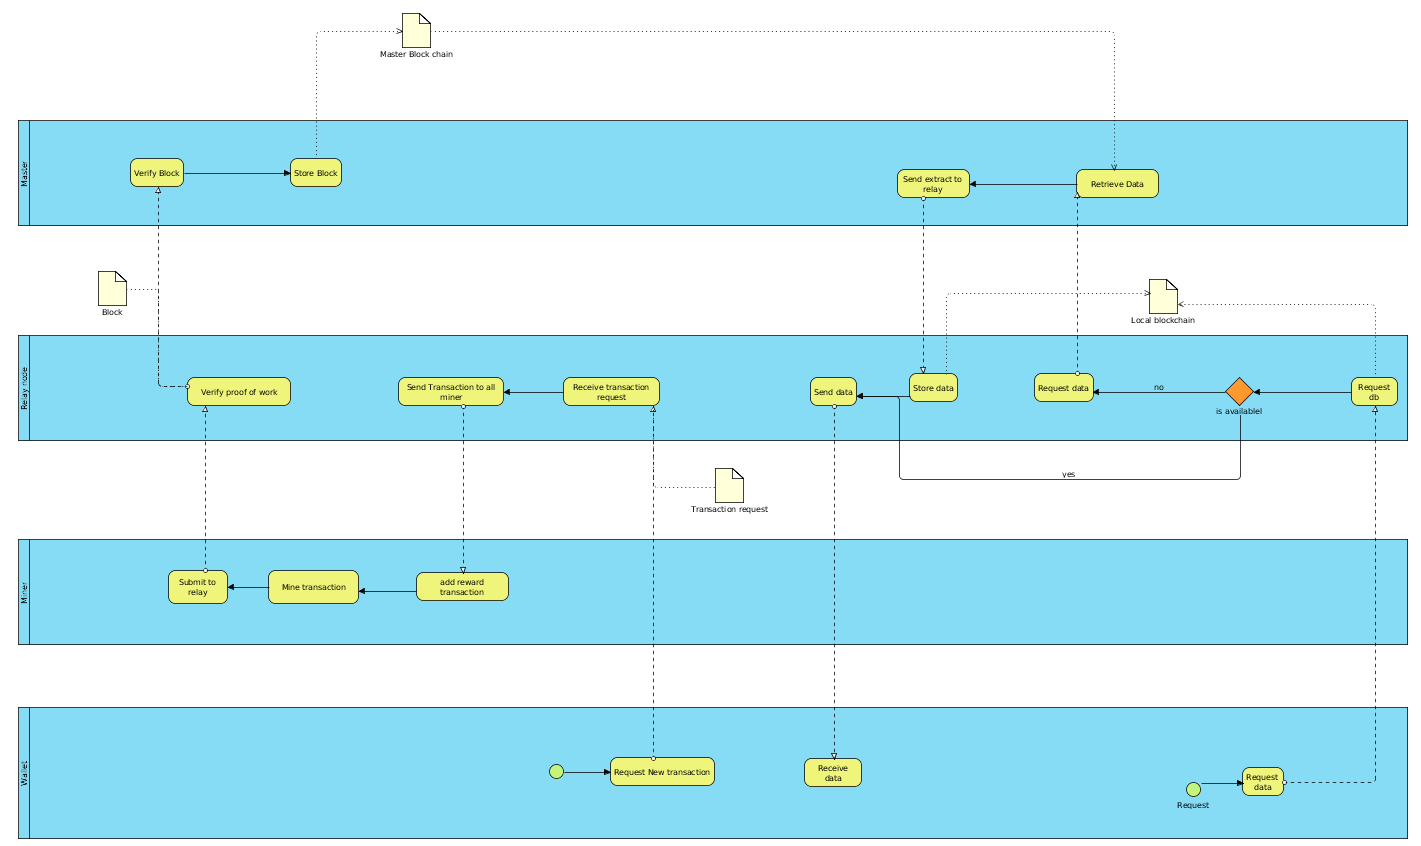 Master Block chain
Master
Verify Block
Store Block
Send extract to
relay
Retrieve Data
Block
Local blockchain
Relay node
Verify proof of work
Send Transaction to all
miner
Receive transaction
request
Send data
Store data
Request data
no
is availablel
Request
db
yes
Transaction request
Miner
Submit to
relay
Mine transaction
add reward
transaction
Wallet
Request New transaction
Receive
data
Request
data
Request